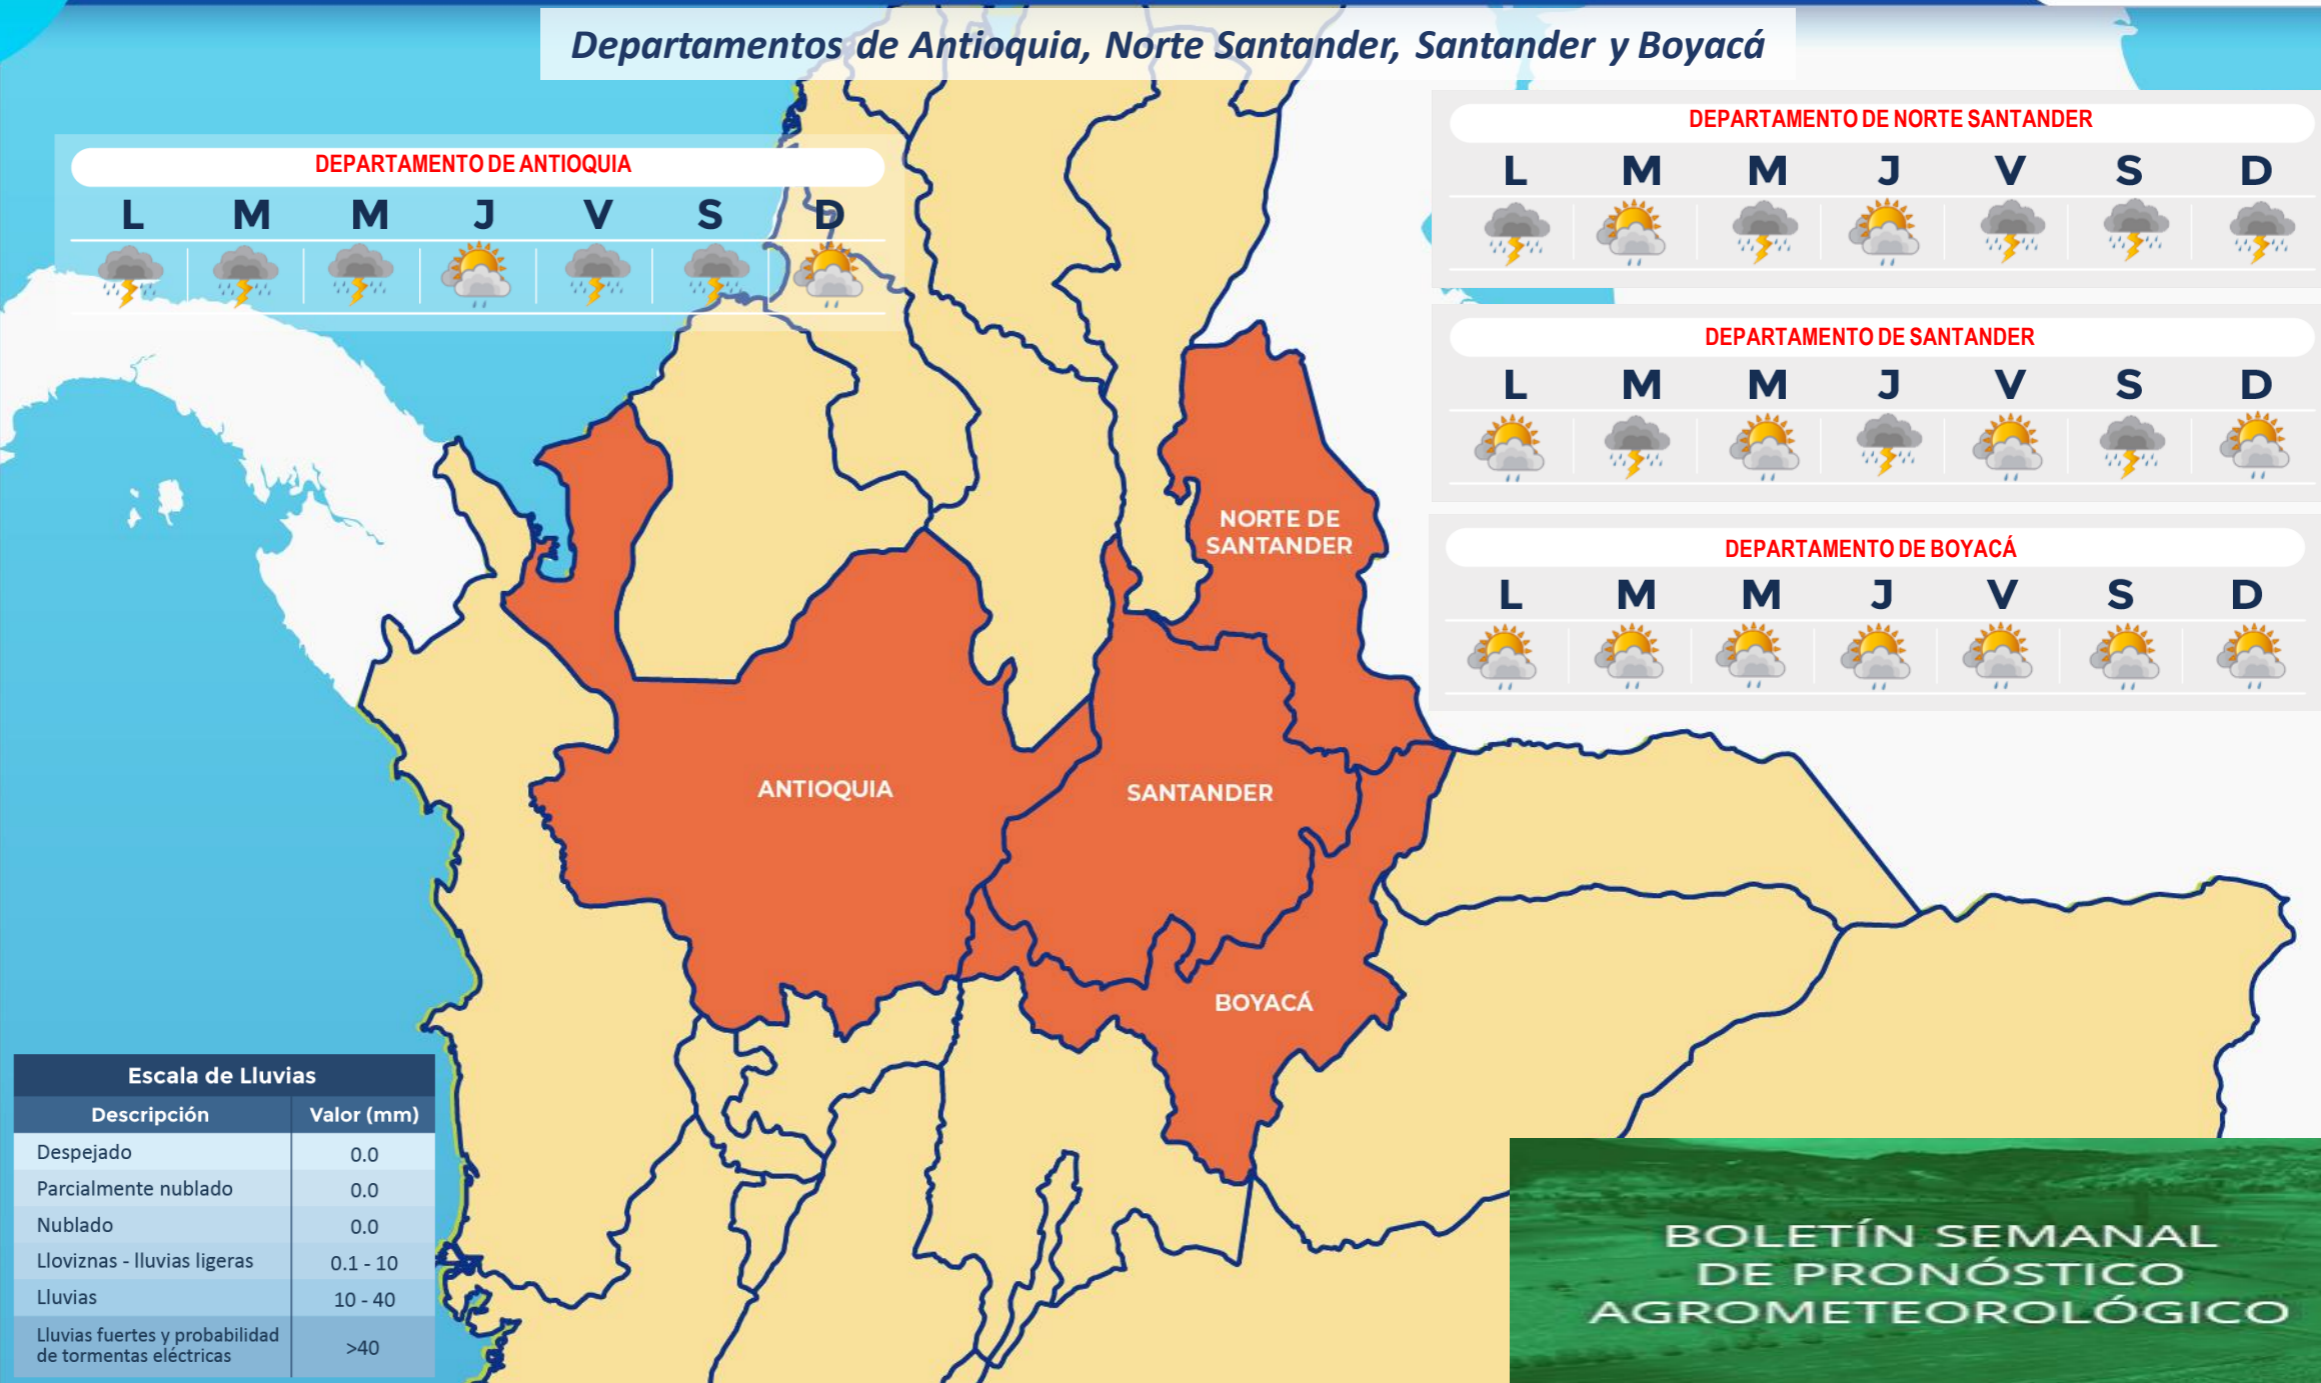 Departamentos de Antioquia, Norte Santander, Santander y Boyacá
DEPARTAMENTO DE ANTIOQUIA
L M M J V S D
DEPARTAMENTO DE NORTE SANTANDER
L M M J V S D
DEPARTAMENTO DE SANTANDER
L M M J V S D
DEPARTAMENTO DE BOYACÁ
L M M J V S D
NORTE DE
SANTANDER
ANTIOQUIA
SANTANDER
BOYACÁ
Escala de Lluvias
Descripción Valor (mm)
Despejado 0.0
Parcialmente nublado 0.0
Nublado 0.0
Lloviznas - lluvias ligeras 0.1 - 10
Lluvias 10 - 40
Lluvias fuertes y probabilidad
de tormentas eléctricas >40
BOLETÍN SEMANAL
DE PRONÓSTICO
AGROMETEOROLÓGICO